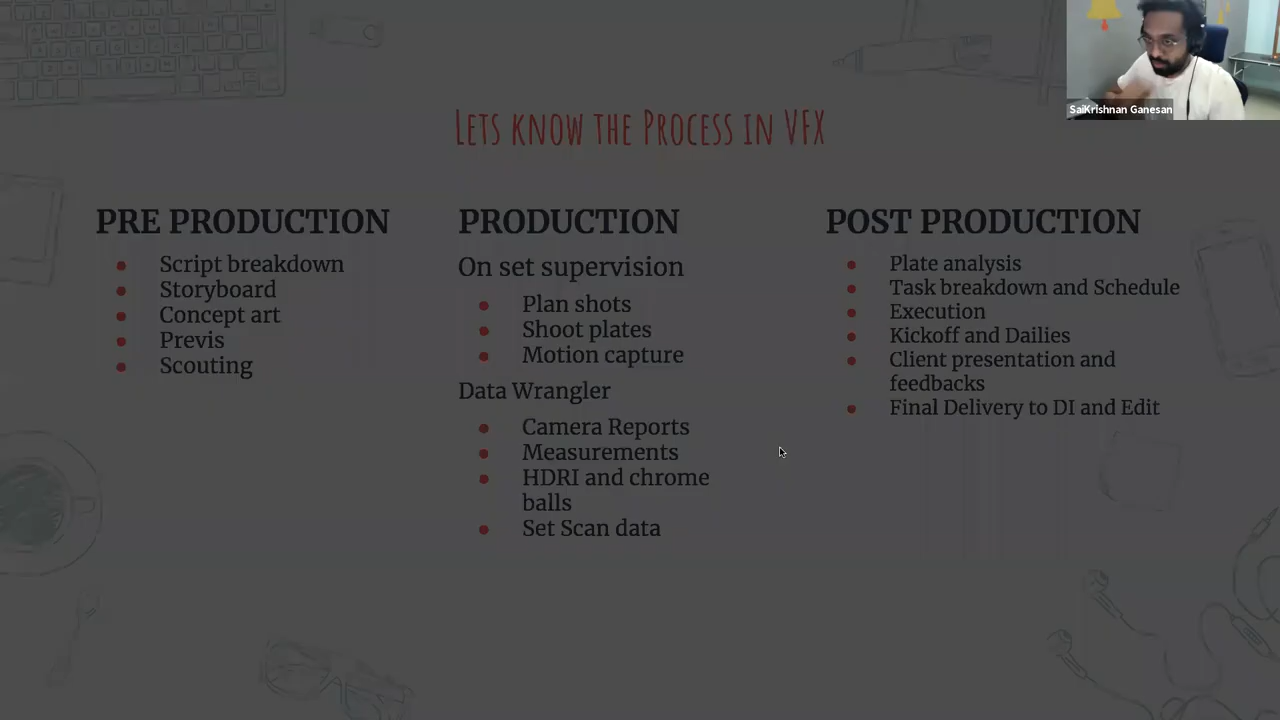 SaiKrishnan Ganesan
Lets know the Process in VFX
PRE PRODUCTION
Script breakdown
Storyboard
Concept art
Previs
Scouting
PRODUCTION
On set supervision
Plan shots
Shoot plates
Motion capture
Data Wrangler
Camera Reports
Measurements
HDRI and chrome
balls
Set Scan data
POST PRODUCTION
Plate analysis
Task breakdown and Schedule
Execution
Kickoff and Dailies
Client presentation and
feedbacks
Final Delivery to DI and Edit